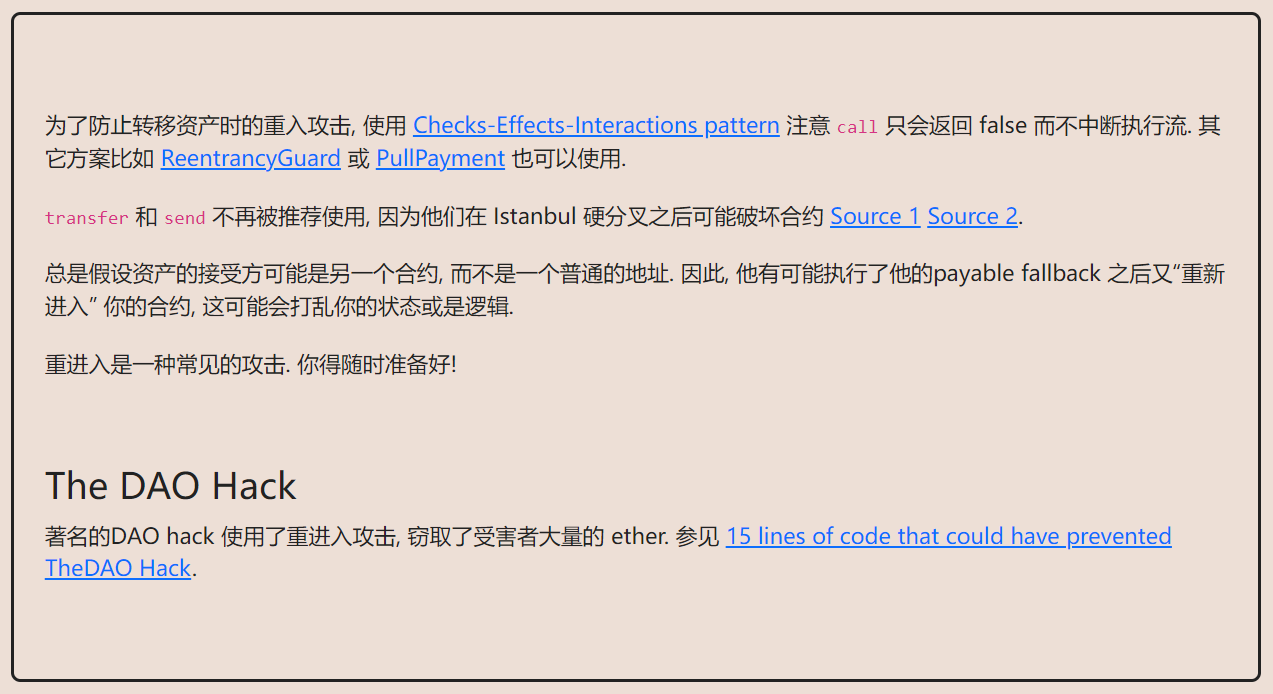 为了防止转移资产时的重入攻击, 使用 Checks-Effects-Interactions pattern 注意 call 只会返回 false 而不中断执行流. 其
它方案比如 ReentrancyGuard 或 PullPayment 也可以使用.
transfer 和 send 不再被推荐使用, 因为他们在 Istanbul 硬分叉之后可能破坏合约 Source 1 Source 2.
总是假设资产的接受方可能是另一个合约, 而不是一个普通的地址. 因此, 他有可能执行了他的payable fallback 之后又“重新
进入” 你的合约, 这可能会打乱你的状态或是逻辑.
重进入是一种常见的攻击. 你得随时准备好!
The DAO Hack
著名的DAO hack 使用了重进入攻击, 窃取了受害者大量的 ether. 参见 15 lines of code that could have prevented
TheDAO Hack.